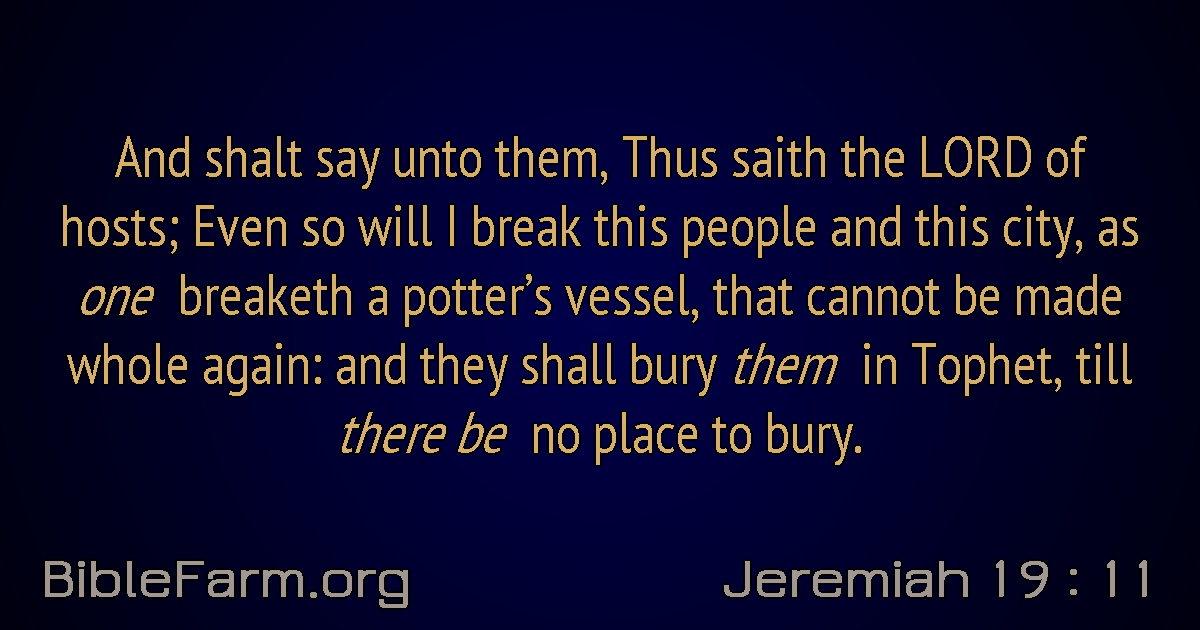 And shalt say unto them, Thus saith the LORD of
hosts; Even so will I break this people and this city, as
one breaketh a potter’s vessel, that cannot be made
whole again: and they shall bury them in Tophet, till
there be no place to bury.
BibleFarm.org
Jeremiah 19 : 11